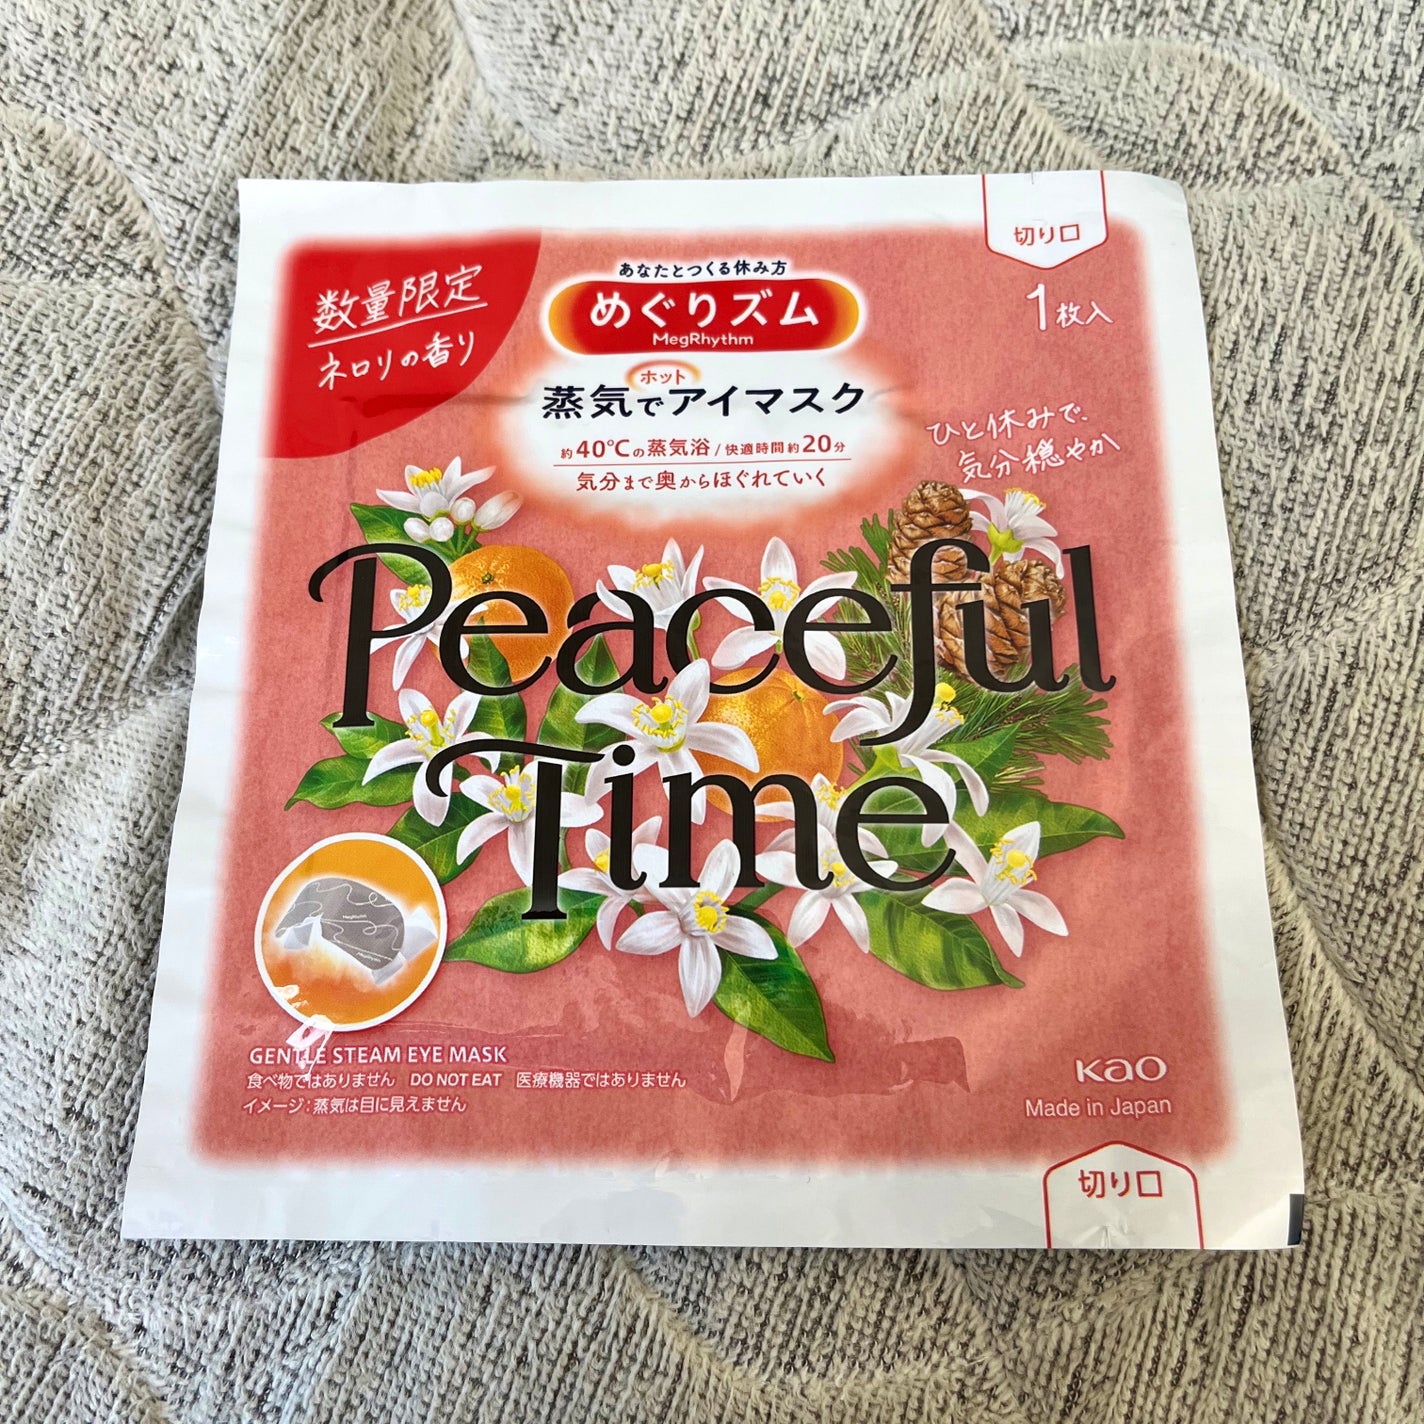 切り口
あなたとつくる休み方
めぐりズム
MegRhythm
数量限定
ネロリの香り
1枚入
ホット
蒸気でアイマスク
約40℃の蒸気浴/快適時間約20分
気分まで奥からほぐれていく
ひと休みで、
気分穏やか
Peaceful
Time
MegRhythm
MegRhythm
GENTLE STEAM EYE MASK
食べ物ではありません DO NOT EAT 医療機器ではありません
イメージ:蒸気は目に見えません
Kao
Made in Japan
切り口